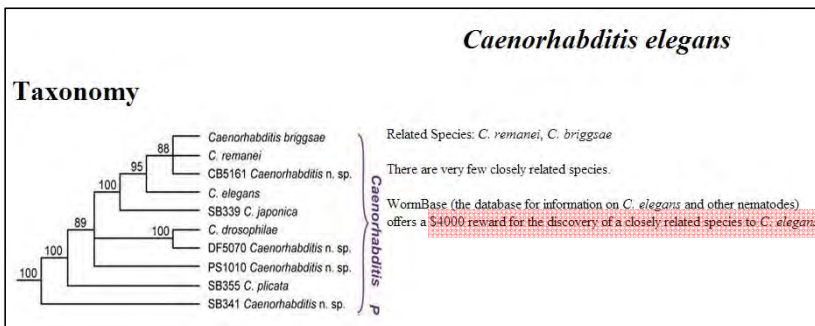 Caenorhabditis elegans
Taxonomy
Caenorhabditis briggsae
C. remanei
CB5161 Caenorhabditis n. sp.
C. elegans
SB339 C. japonica
C. drosophilae
DF5070 Caenorhabditis n. sp.
PS1010 Caenorhabditis n. sp.
SB355 C. plicata
SB341 Caenorhabditis n. sp.
88
95
100
89
100
100
100
Caenorhabditis
P
Related Species: C. remanei, C. briggsae
There are very few closely related species.
WormBase (the database for information on C. elegans and other nematodes)
offers a $4000 reward for the discovery of a closely related species to C. elegans